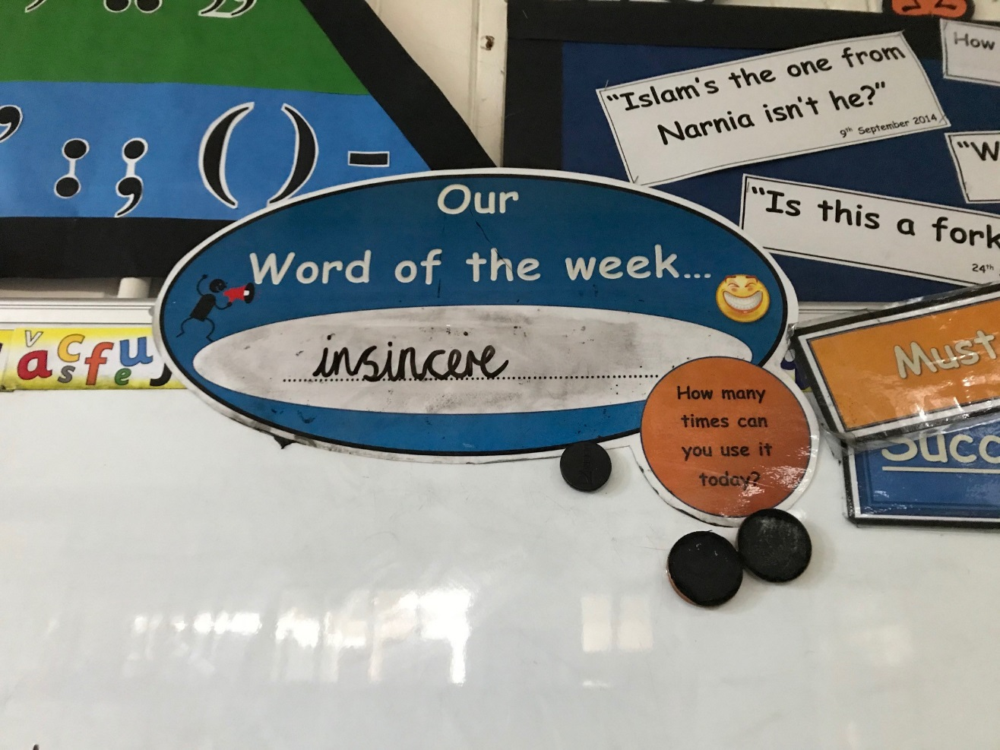 "Islam's the one from
Narnia isn't he?"
9th September 2014
How
"W
"Is this a fork
24th
: ; ( ) -
Our
Word of the week...
insincere
How many
times can
you use it
today?
Must
Succ